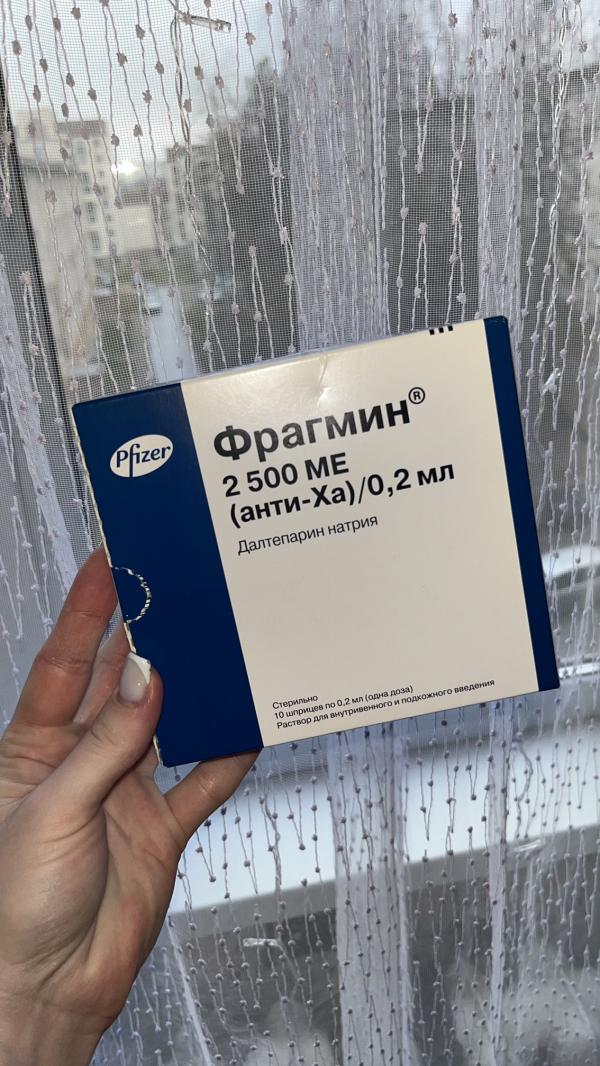 Pfizer
Фрагмин®
2 500 МЕ
(анти-Ха)/0,2 мл
Далтепарин натрия
Стерильно
10 шприцев по 0,2 мл (одна доза)
Раствор для внутривенного и подкожного введения